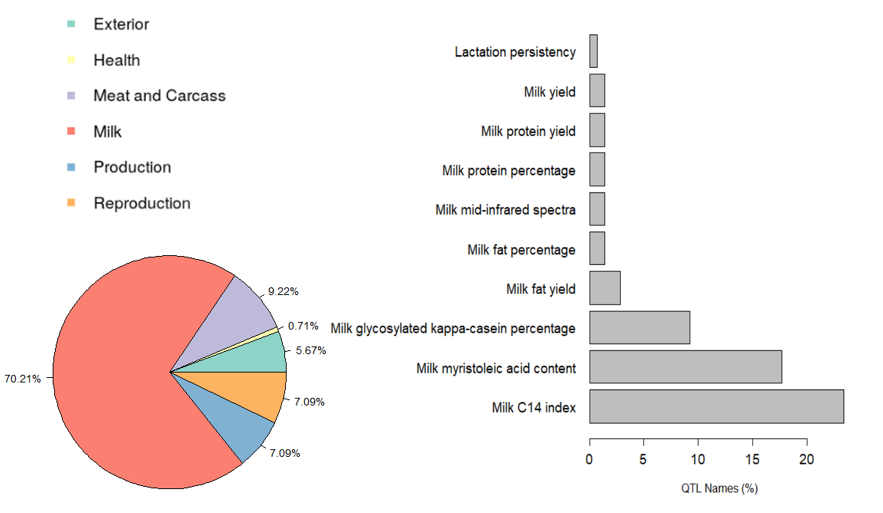 Exterior
Health
Meat and Carcass
Milk
Production
Reproduction
9.22%
0.71%
5.67%
70.21%
7.09%
7.09%
Lactation persistency
Milk yield
Milk protein yield
Milk protein percentage
Milk mid-infrared spectra
Milk fat percentage
Milk fat yield
Milk glycosylated kappa-casein percentage
Milk myristoleic acid content
Milk C14 index
0 5 10 15 20
QTL Names (%)